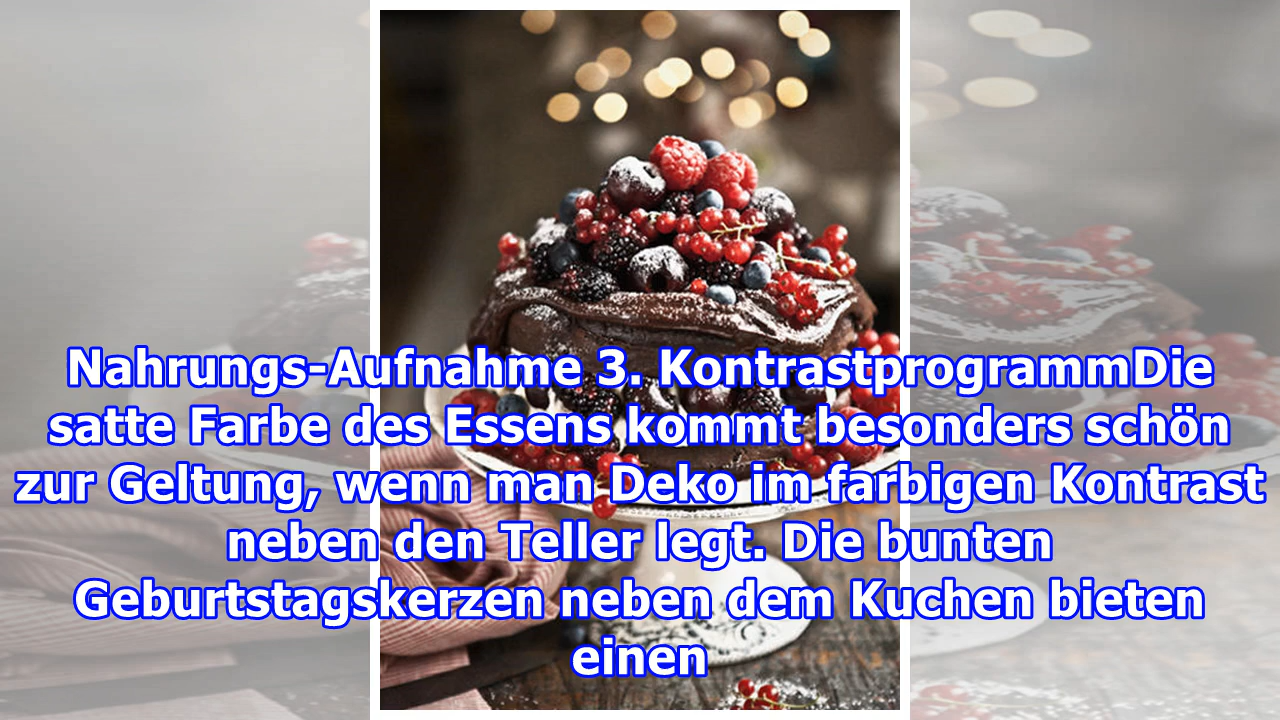 Nahrungs-Aufnahme 3. KontrastprogrammDie
satte Farbe des Essens kommt besonders schön
zur Geltung, wenn man Deko im farbigen Kontrast
neben den Teller legt. Die bunten
Geburtstagskerzen neben dem Kuchen bieten
einen